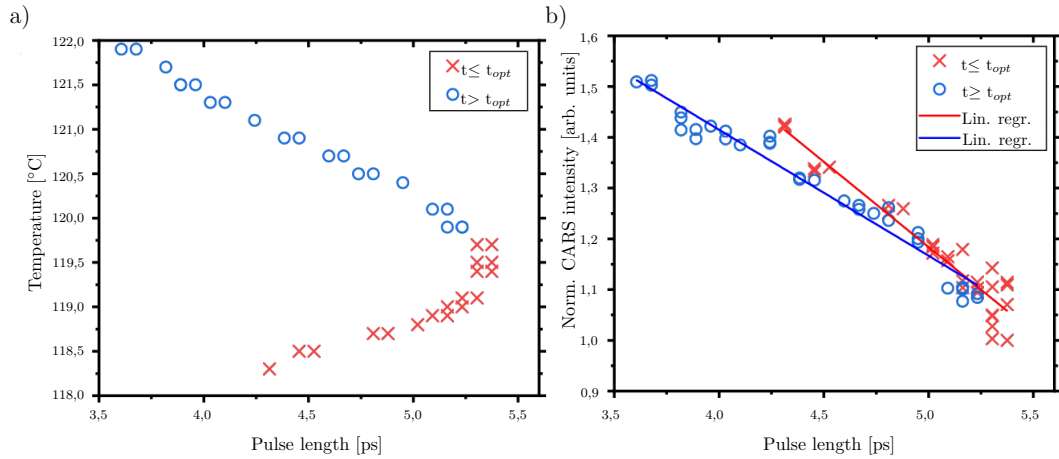 a)
122,0
121,5
121,0
120,5
120,0
119,5
119,0
118,5
118,0
Temperature [°C]
t≤ t_opt
t> t_opt
3,5 4,0 4,5 5,0 5,5
Pulse length [ps]
b)
1,6
1,5
1,4
1,3
1,2
1,1
1,0
0,9
Norm. CARS intensity [arb. units]
t≤ t_opt
t≥ t_opt
Lin. regr.
Lin. regr.
3,5 4,0 4,5 5,0 5,5
Pulse length [ps]